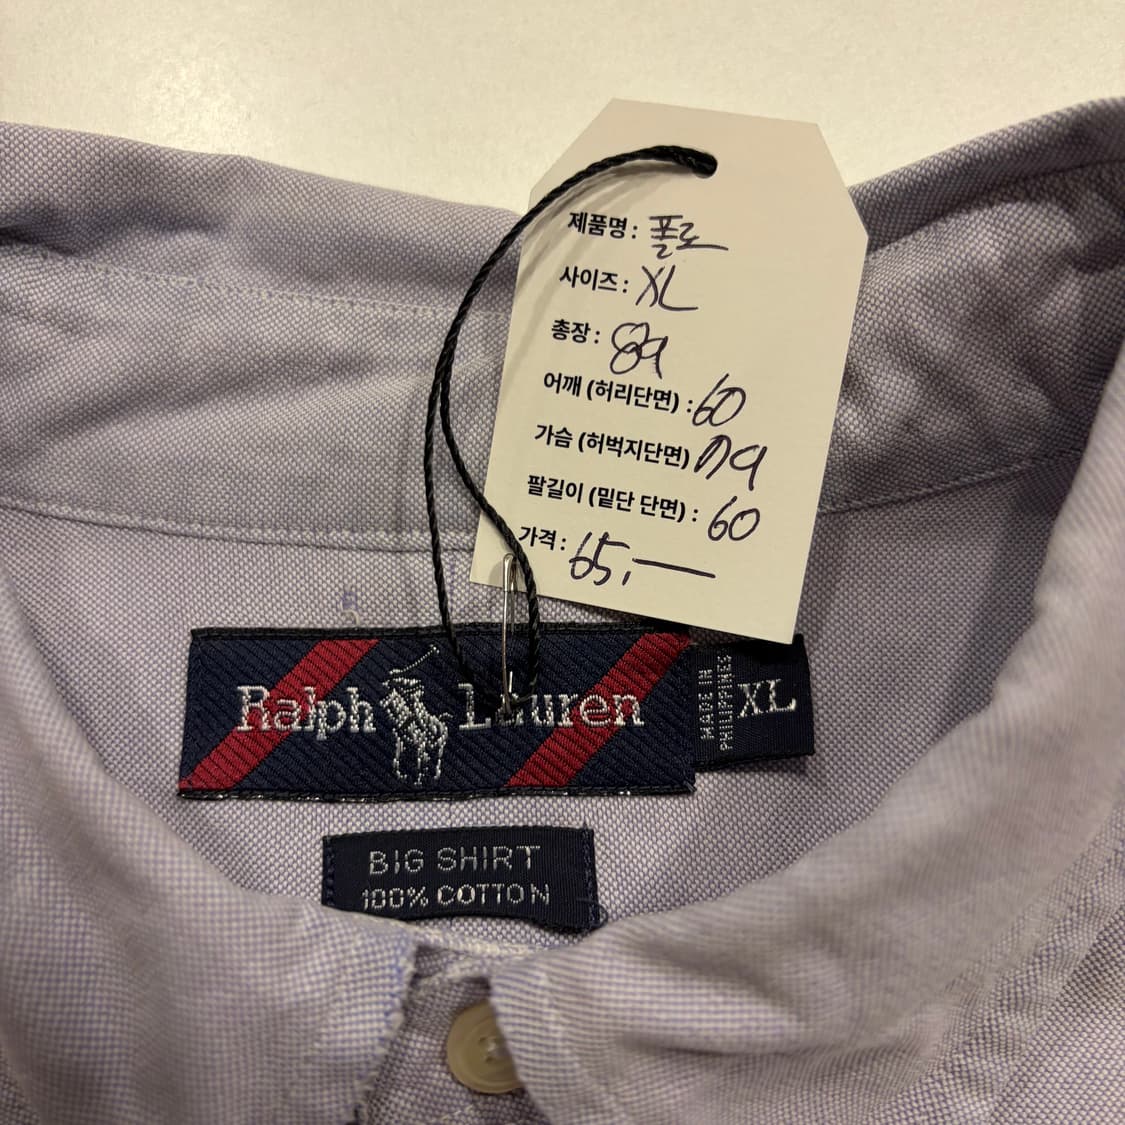 제품명 : 폴로
사이즈 : XL
총장 : 89
어깨 (허리단면) : 60
가슴 (허벅지단면) 79
팔길이 (밑단 단면) : 60
가격 : 65,—
Ralph Lauren
MADE IN
PHILIPPINES
XL
BIG SHIRT
100% COTTON